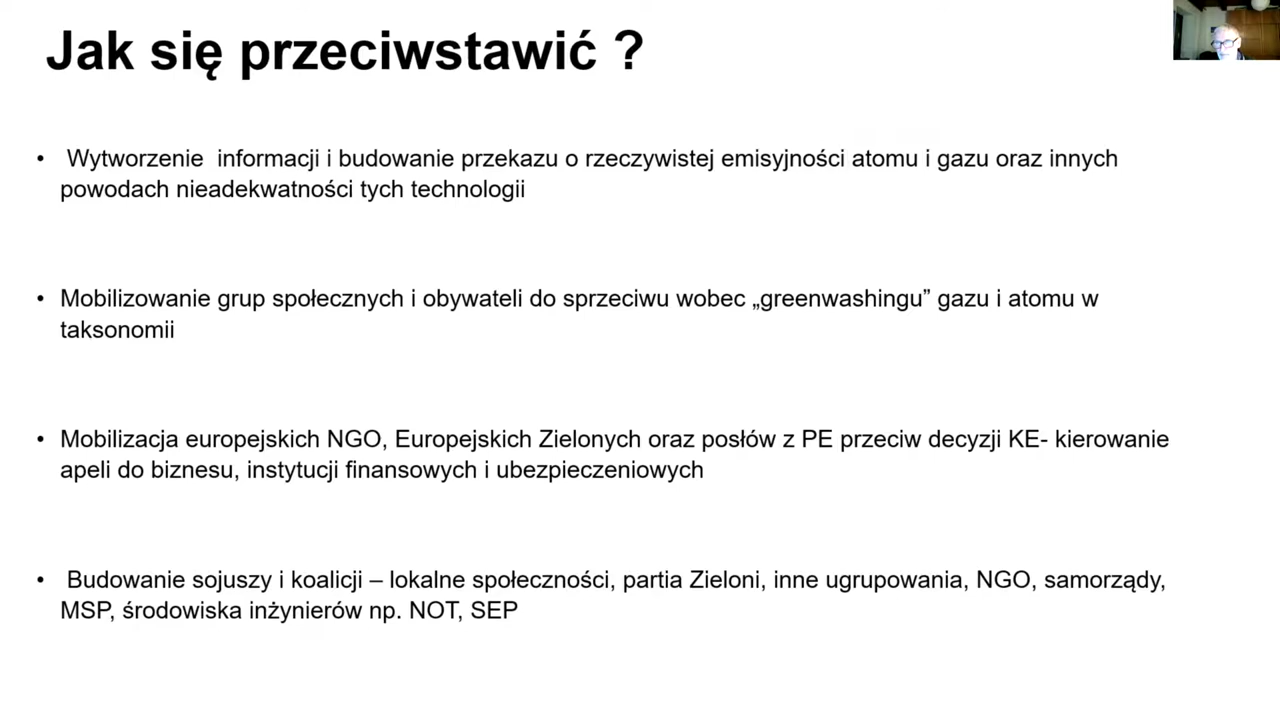 Jak się przeciwstawić ?
• Wytworzenie  informacji i budowanie przekazu o rzeczywistej emisyjności atomu i gazu oraz innych
powodach nieadekwatności tych technologii
• Mobilizowanie grup społecznych i obywateli do sprzeciwu wobec „greenwashingu” gazu i atomu w
taksonomii
• Mobilizacja europejskich NGO, Europejskich Zielonych oraz posłów z PE przeciw decyzji KE- kierowanie
apeli do biznesu, instytucji finansowych i ubezpieczeniowych
• Budowanie sojuszy i koalicji – lokalne społeczności, partia Zieloni, inne ugrupowania, NGO, samorządy,
MSP, środowiska inżynierów np. NOT, SEP